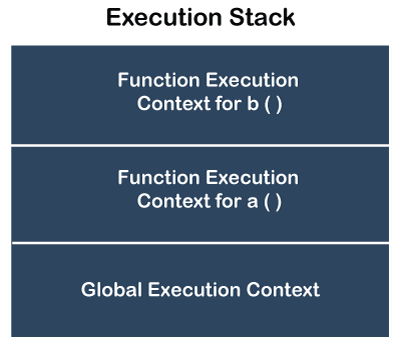 Execution Stack
Function Execution
Context for b ( )
Function Execution
Context for a ( )
Global Execution Context